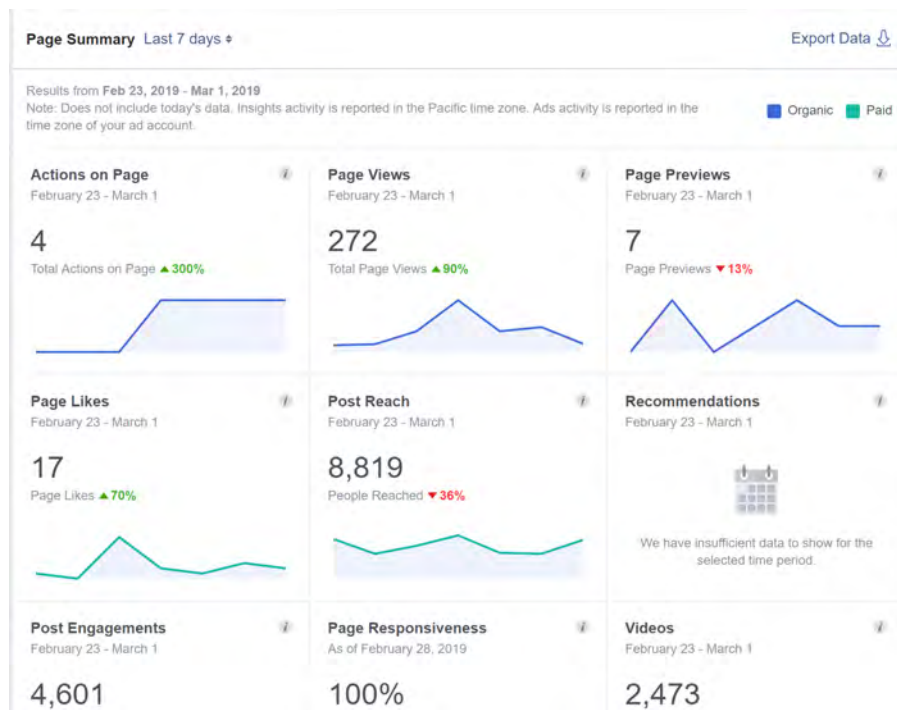 Page Summary Last 7 days
Export Data
Results from Feb 23, 2019 - Mar 1, 2019
Note: Does not include today's data. Insights activity is reported in the Pacific time zone. Ads activity is reported in the
time zone of your ad account.
Organic Paid
Actions on Page
February 23 - March 1
4
Total Actions on Page ▲300%
Page Views
February 23 - March 1
272
Total Page Views ▲90%
Page Previews
February 23 - March 1
7
Page Previews ▼13%
Page Likes
February 23 - March 1
17
Page Likes ▲70%
Post Reach
February 23 - March 1
8,819
People Reached ▼36%
Recommendations
February 23 - March 1
We have insufficient data to show for the
selected time period.
Post Engagements
February 23 - March 1
4,601
Page Responsiveness
As of February 28, 2019
100%
Videos
February 23 - March 1
2,473